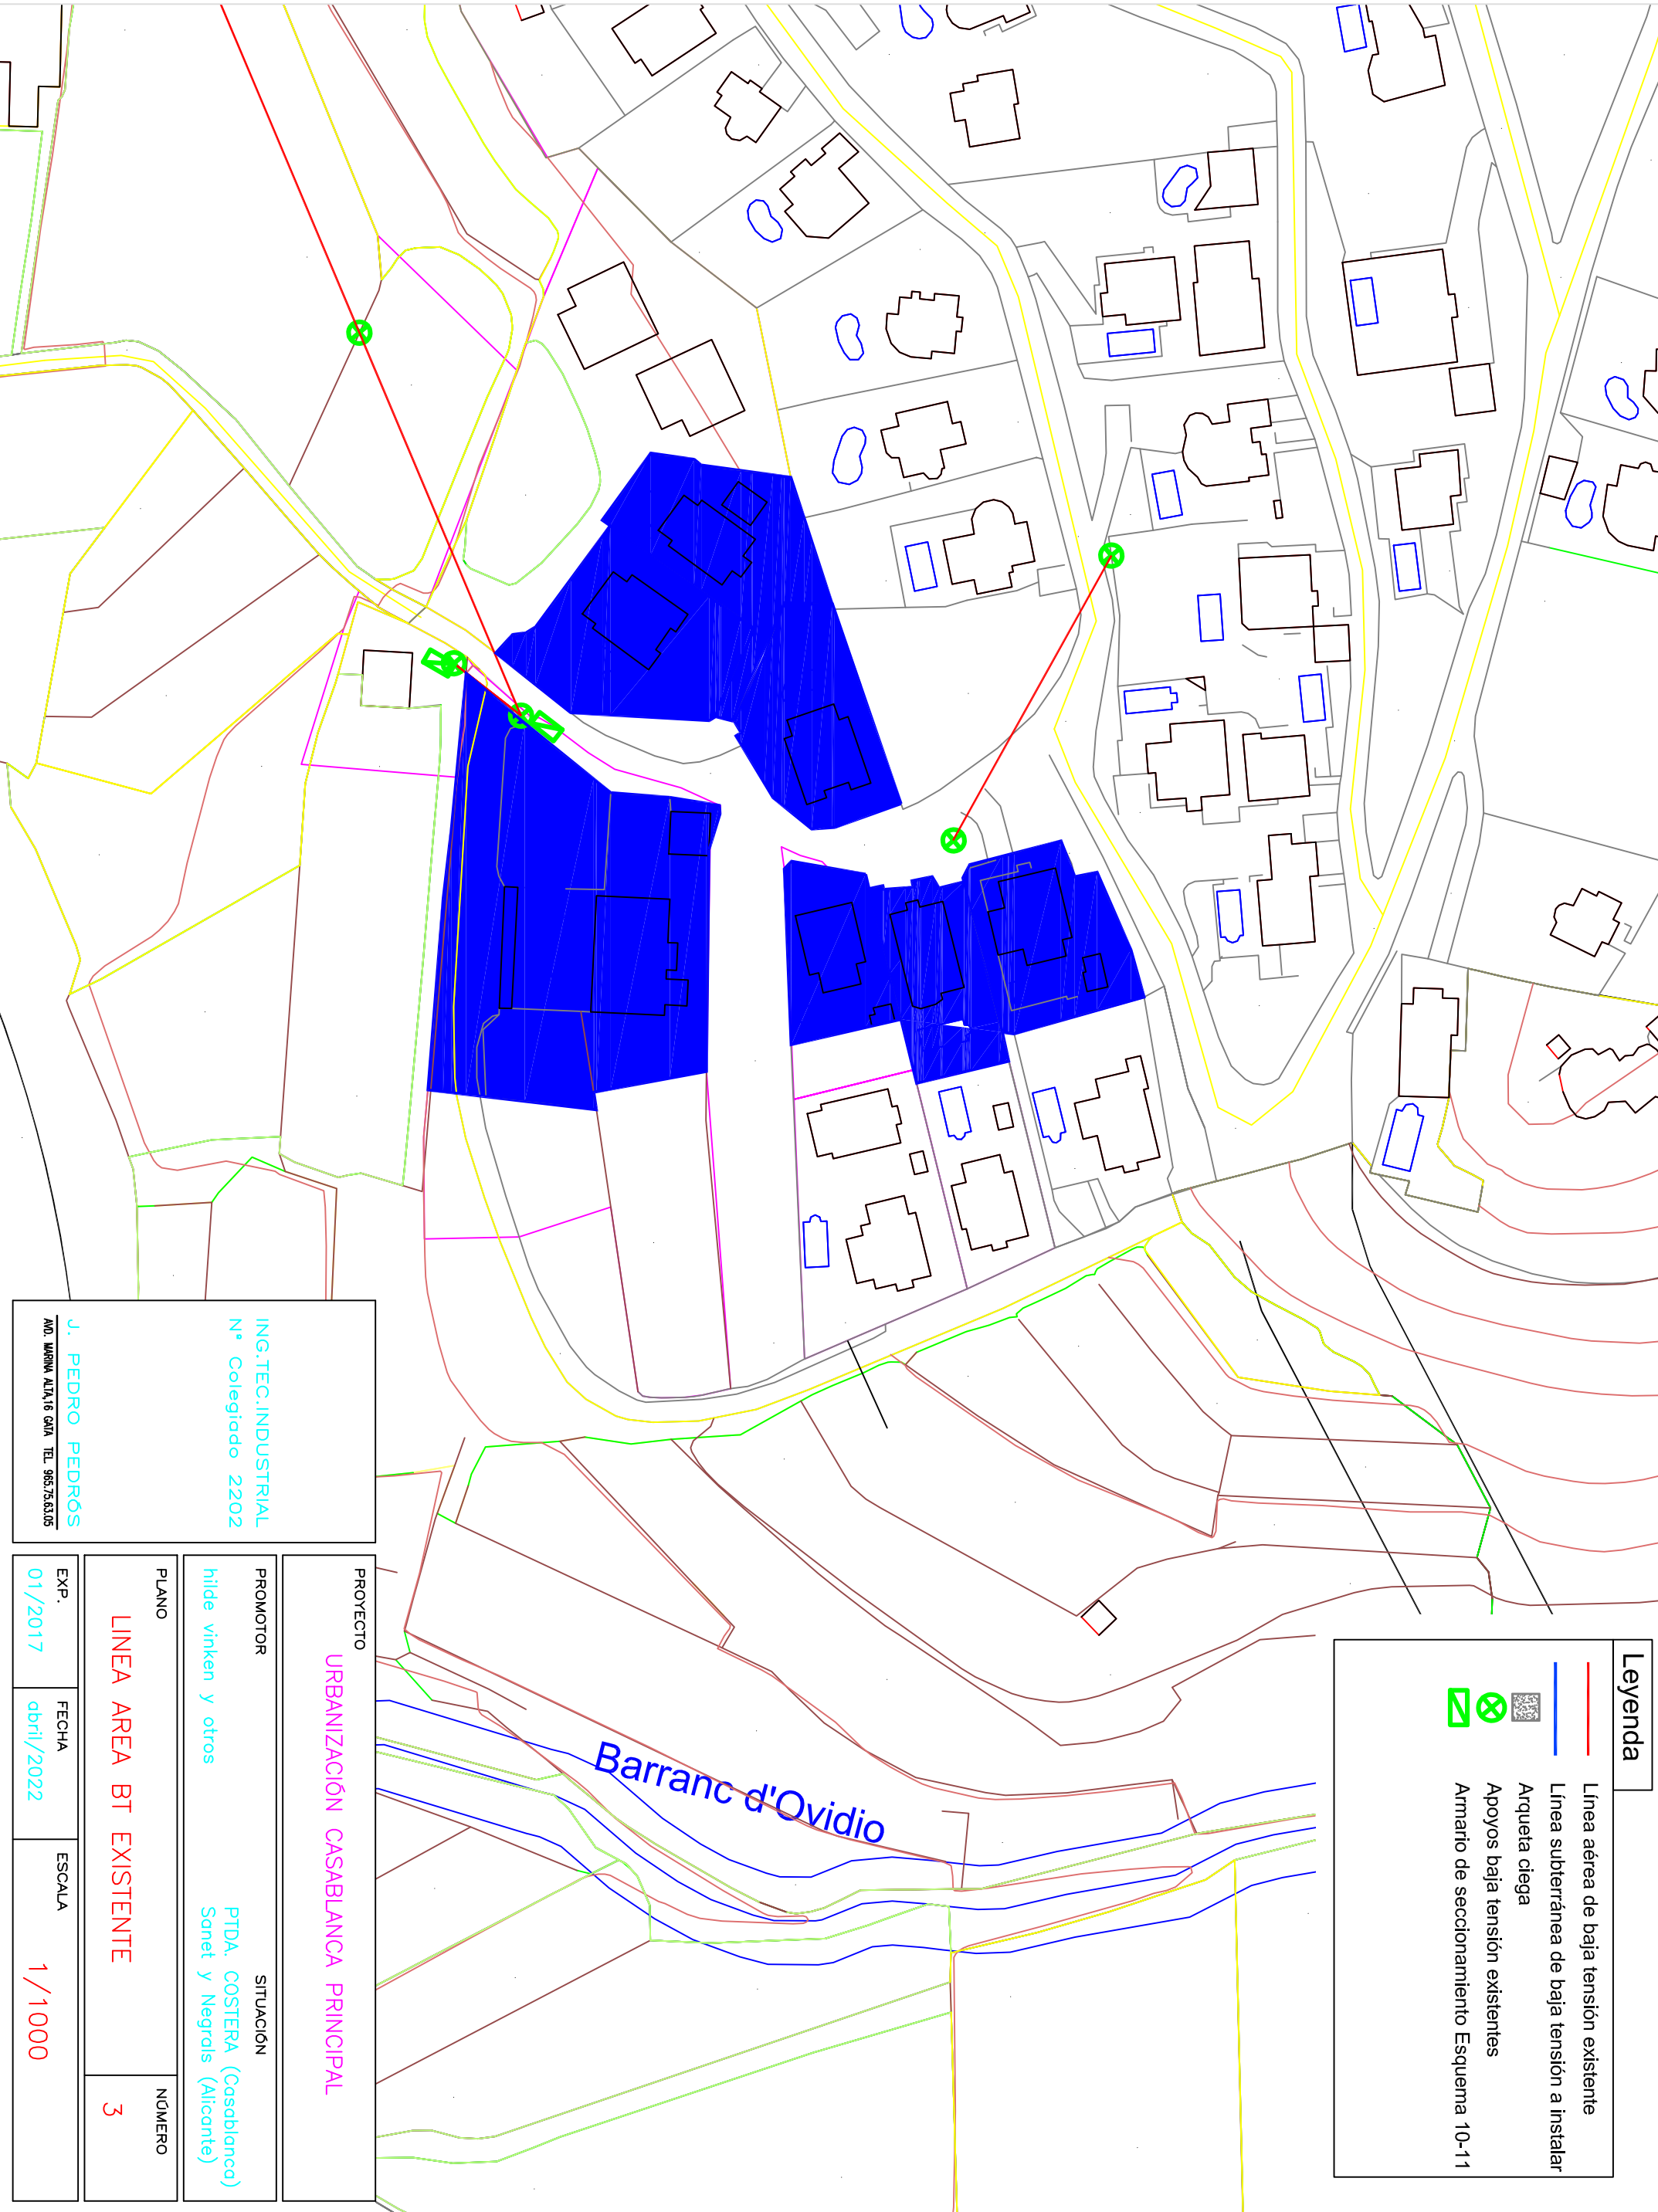 Leyenda
Línea aérea de baja tensión existente
Línea subterránea de baja tensión a instalar
Arqueta ciega
Apoyos baja tensión existentes
Armario de seccionamiento Esquema 10-11
Barranc d'Ovidio
ING.TEC.INDUSTRIAL
Nº Colegiado 2202
J. PEDRO PEDRÓS
AVD. MARINA ALTA,16 GATA TEL 965.75.63.05
PROYECTO
URBANIZACIÓN CASABLANCA PRINCIPAL
PROMOTOR
hilde vinken y otros
SITUACIÓN
PTDA. COSTERA (Casablanca)
Sanet y Negrals (Alicante)
PLANO
LINEA AREA BT EXISTENTE
NÚMERO
3
EXP.
01/2017
FECHA
abril/2022
ESCALA
1/1000